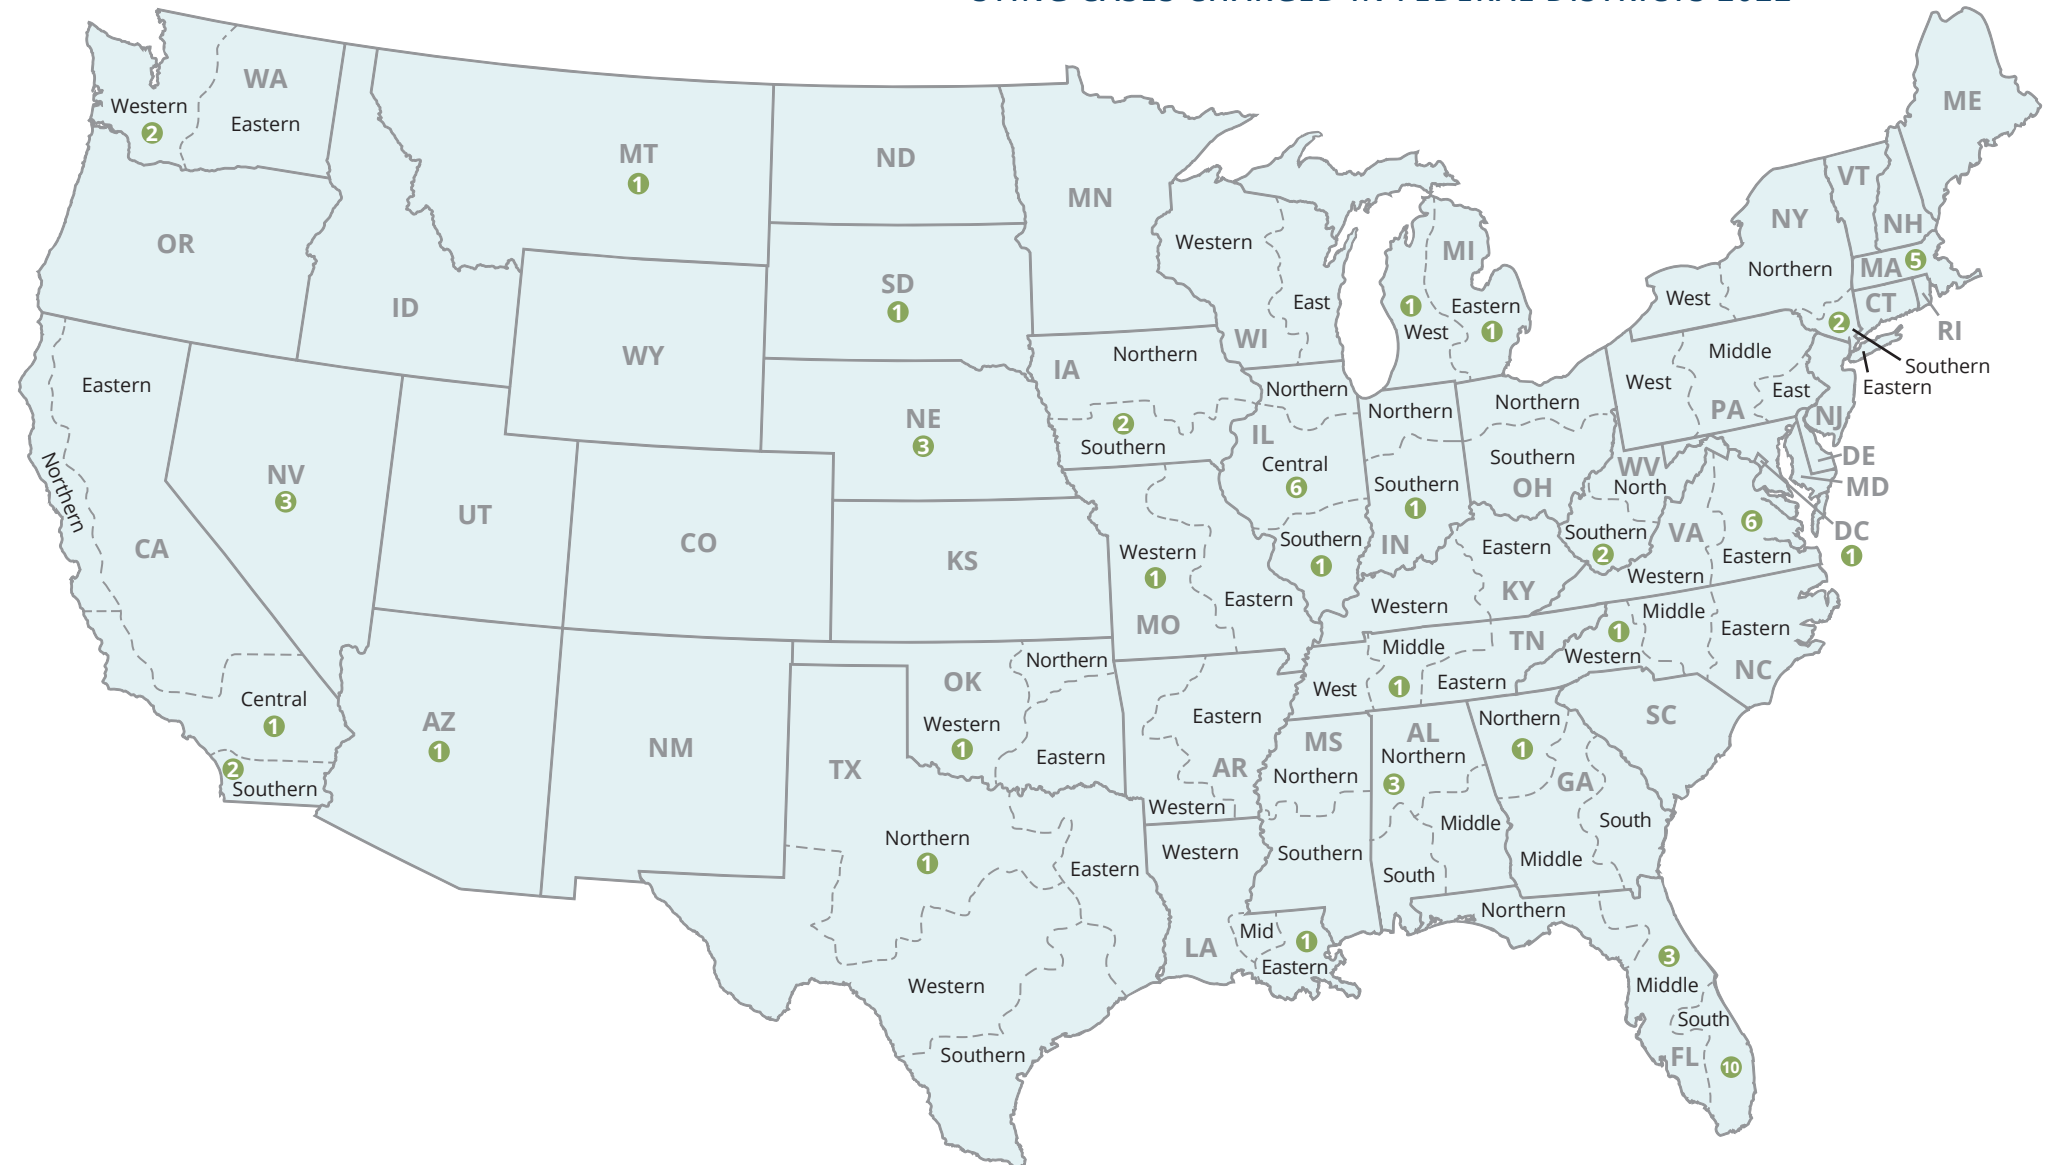 STING CASES CHARGED IN FEDERAL DISTRICTS 2022
WA
Western
2
Eastern
OR
ID
MT
1
ND
MN
SD
1
WY
NE
3
NV
3
UT
CO
KS
CA
Eastern
Northern
Central
1
2
Southern
AZ
1
NM
TX
Northern
1
Eastern
Western
Southern
OK
Northern
Western
1
Eastern
IA
Northern
2
Southern
MO
Western
1
Eastern
AR
Eastern
Western
LA
Western
Mid
1
Eastern
WI
Western
East
IL
Northern
Central
6
Southern
1
MI
1
West
Eastern
1
IN
Northern
Southern
1
OH
Northern
Southern
KY
Eastern
Western
TN
Middle
1
West
Eastern
MS
Northern
Southern
AL
Northern
3
Middle
South
GA
Northern
1
Middle
South
FL
Northern
3
Middle
South
10
SC
NC
1
Western
Middle
Eastern
VA
6
Eastern
Western
WV
North
Southern
2
DC
1
MD
DE
NJ
PA
West
Middle
East
NY
West
Northern
2
Southern
Eastern
CT
RI
MA
5
VT
NH
ME